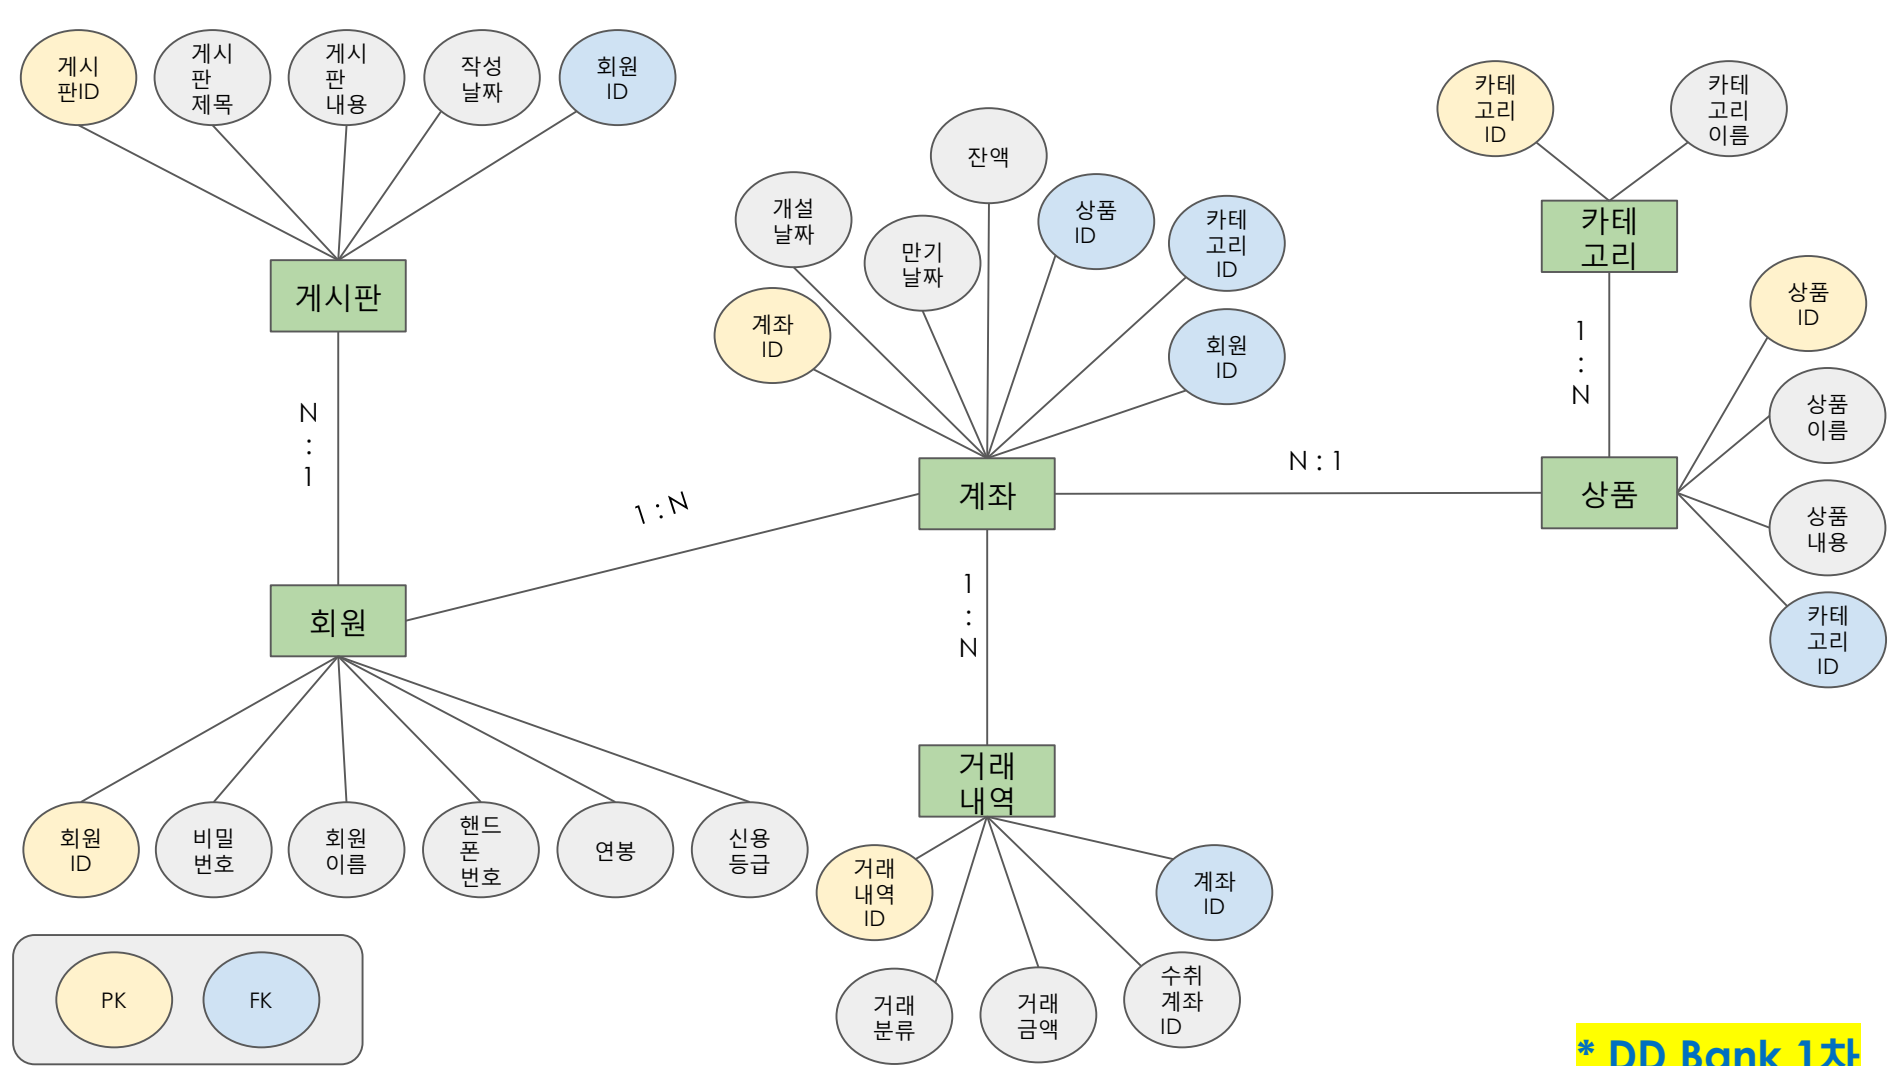 게시
판ID
게시
판
제목
게시
판
내용
작성
날짜
회원
ID
게시판
N
:
1
회원
회원
ID
비밀
번호
회원
이름
핸드
폰
번호
연봉
신용
등급
1 : N
계좌
ID
개설
날짜
만기
날짜
잔액
상품
ID
카테
고리
ID
회원
ID
계좌
N : 1
1
:
N
거래
내역
거래
내역
ID
거래
분류
거래
금액
수취
계좌
ID
계좌
ID
카테
고리
ID
카테
고리
이름
카테
고리
1
:
N
상품
상품
ID
상품
이름
상품
내용
카테
고리
ID
PK
FK
* DD Bank 1차